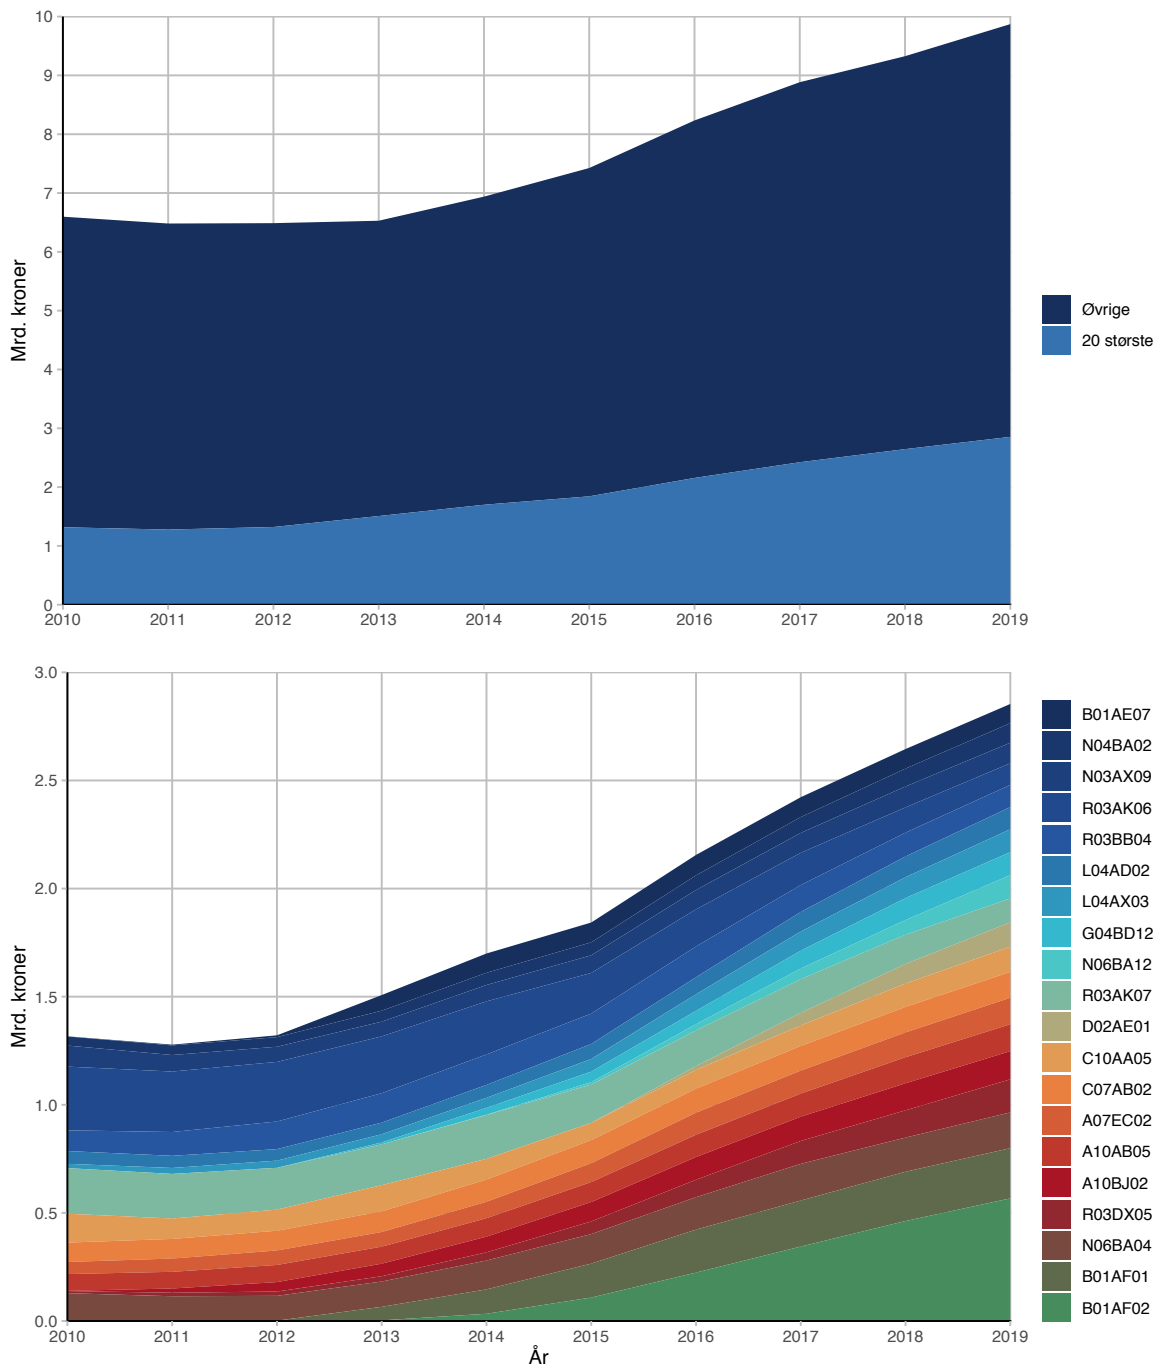 Mrd. kroner
10
9
8
7
6
5
4
3
2
1
0
2010 2011 2012 2013 2014 2015 2016 2017 2018 2019
Øvrige
20 største
Mrd. kroner
3.0
2.5
2.0
1.5
1.0
0.5
0.0
2010 2011 2012 2013 2014 2015 2016 2017 2018 2019
År
B01AE07
N04BA02
N03AX09
R03AK06
R03BB04
L04AD02
L04AX03
G04BD12
N06BA12
R03AK07
D02AE01
C10AA05
C07AB02
A07EC02
A10AB05
A10BJ02
R03DX05
N06BA04
B01AF01
B01AF02